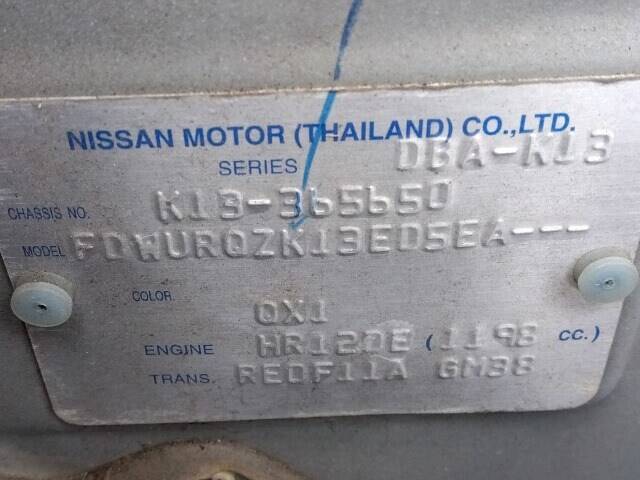 NISSAN MOTOR (THAILAND) CO.,LTD.
SERIES DBA-K13
CHASSIS NO. K13-365650
MODEL FDWURQZK13ED5EA---
COLOR
QX1
ENGINE HR12DE (1198 CC.)
TRANS. RE0F11A GM38